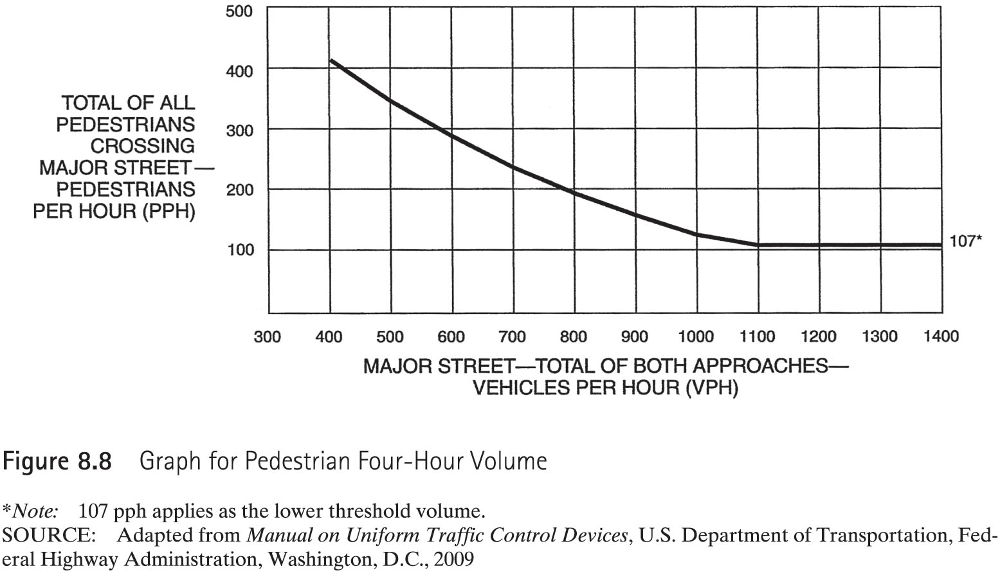 500
400
300
200
100
TOTAL OF ALL
PEDESTRIANS
CROSSING
MAJOR STREET—
PEDESTRIANS
PER HOUR (PPH)
107*
300 400 500 600 700 800 900 1000 1100 1200 1300 1400
MAJOR STREET—TOTAL OF BOTH APPROACHES—
VEHICLES PER HOUR (VPH)
Figure 8.8 Graph for Pedestrian Four-Hour Volume
*Note: 107 pph applies as the lower threshold volume.
SOURCE: Adapted from Manual on Uniform Traffic Control Devices, U.S. Department of Transportation, Fed-
eral Highway Administration, Washington, D.C., 2009